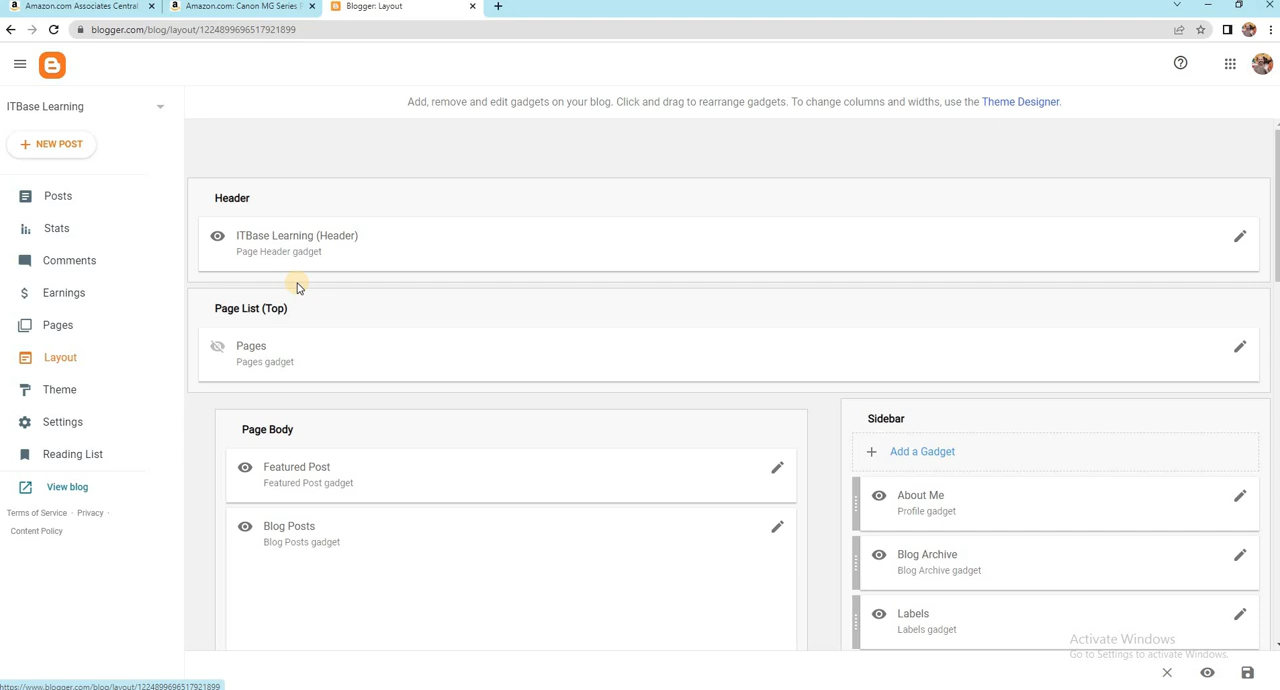 Amazon.com Associates Central
Amazon.com: Canon MG Series P
Blogger: Layout
blogger.com/blog/layout/1224899696517921899
ITBase Learning
Add, remove and edit gadgets on your blog. Click and drag to rearrange gadgets. To change columns and widths, use the Theme Designer.
NEW POST
Posts
Stats
Comments
Earnings
Pages
Layout
Theme
Settings
Reading List
View blog
Terms of Service · Privacy ·
Content Policy
Header
ITBase Learning (Header)
Page Header gadget
Page List (Top)
Pages
Pages gadget
Page Body
Featured Post
Featured Post gadget
Blog Posts
Blog Posts gadget
Sidebar
Add a Gadget
About Me
Profile gadget
Blog Archive
Blog Archive gadget
Labels
Labels gadget
Activate Windows
Go to Settings to activate Windows.
https://www.blogger.com/blog/layout/1224899696517921899